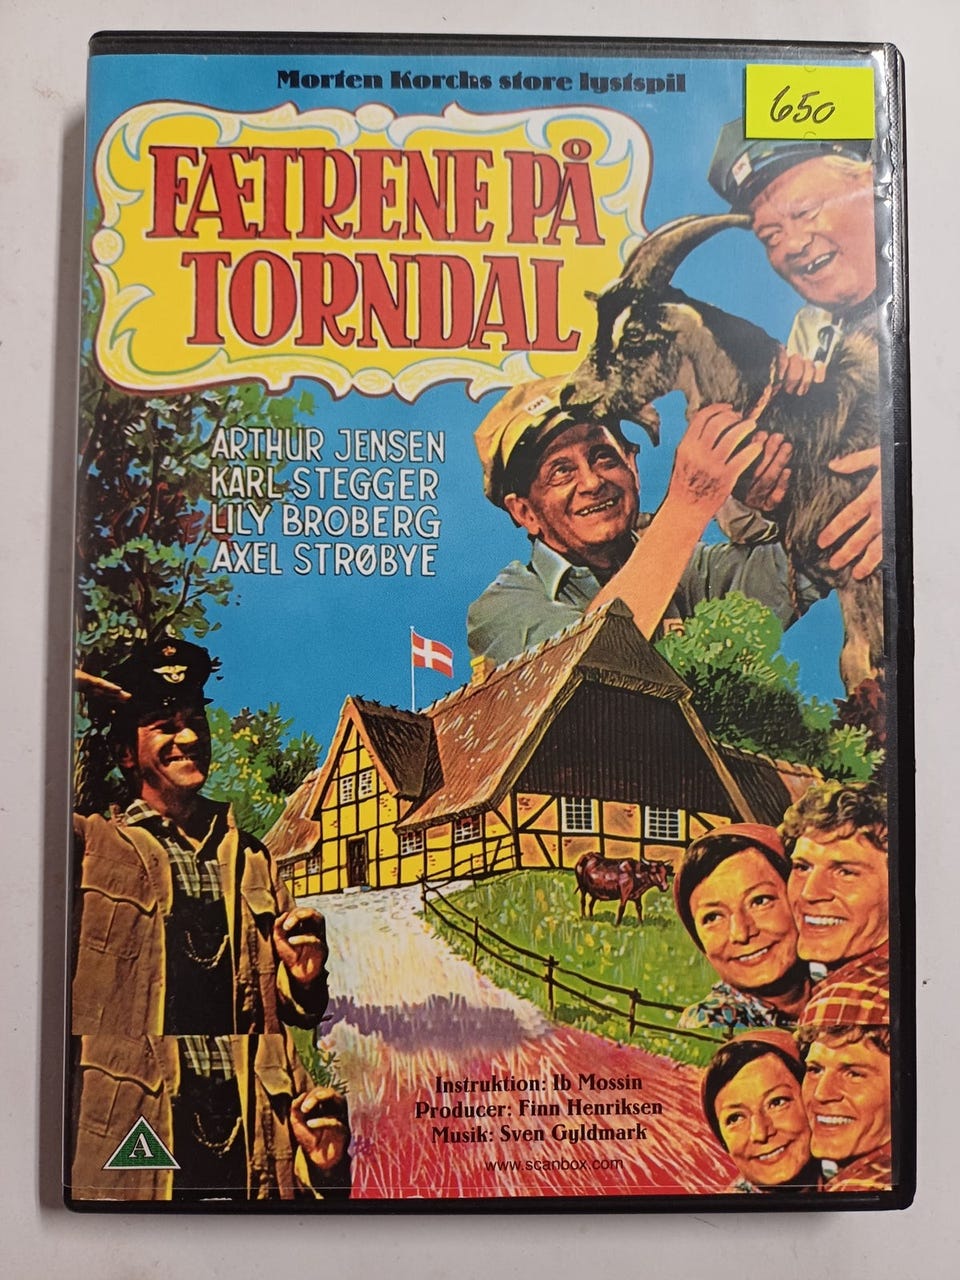 Morten Korchs store lystspil
650
FÆTRENE PÅ
TORNDAL
ARTHUR JENSEN
KARL STEGGER
LILY BROBERG
AXEL STRØBYE
Instruktion: Ib Mossin
Producer: Finn Henriksen
Musik: Sven Gyldmark
www.scanbox.com
A